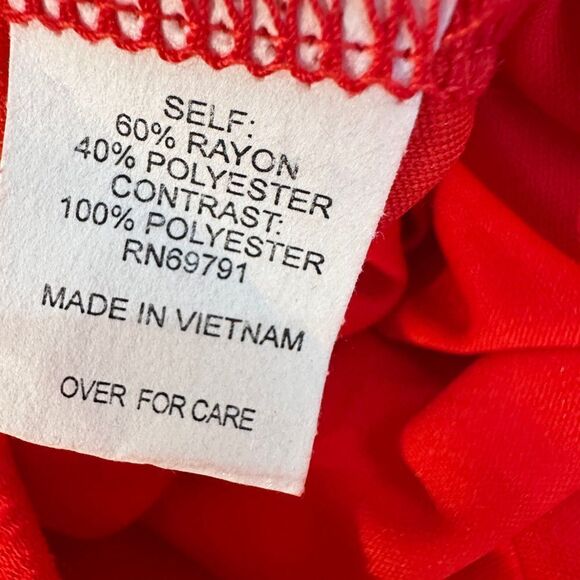 SELF:
60% RAYON
40% POLYESTER
CONTRAST:
100% POLYESTER
RN69791
MADE IN VIETNAM
OVER FOR CARE